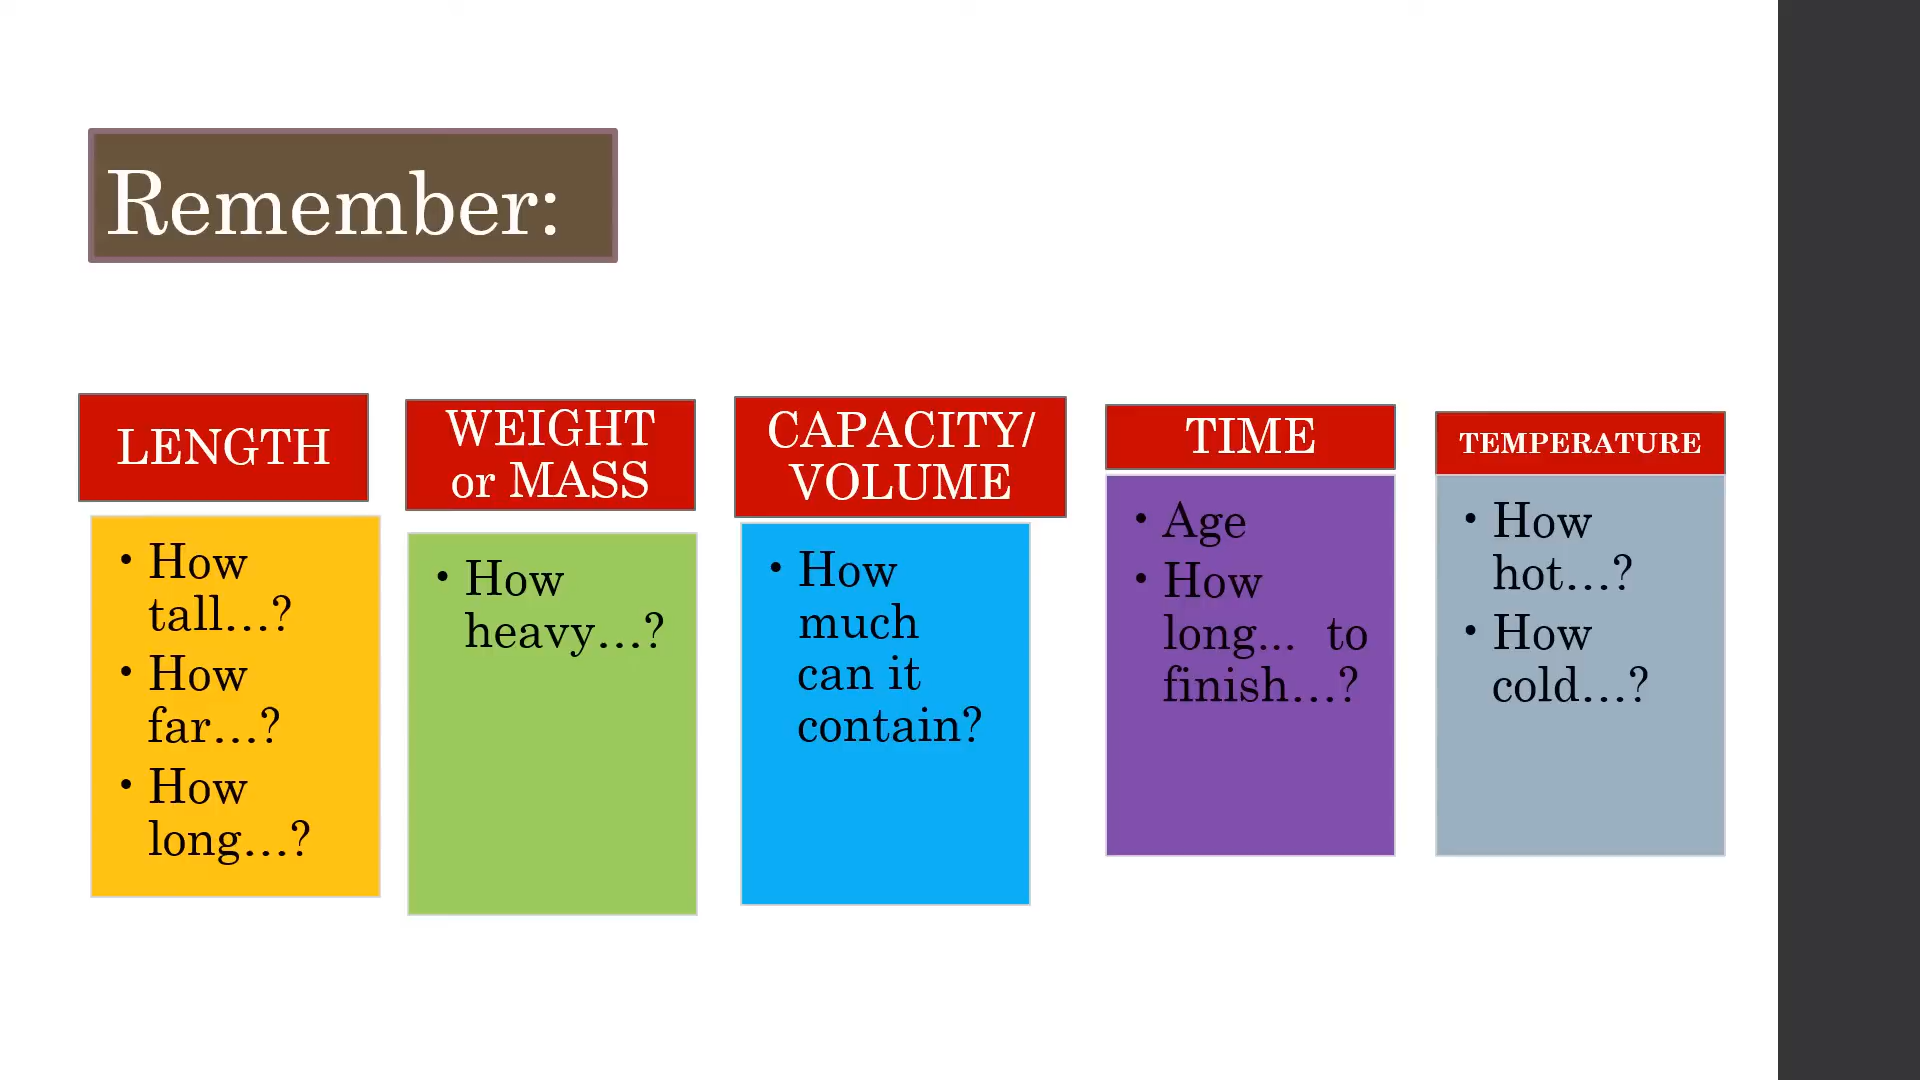 Remember:
LENGTH
• How
tall...?
• How
far...?
• How
long...?
WEIGHT
or MASS
• How
heavy...?
CAPACITY/
VOLUME
• How
much
can it
contain?
TIME
• Age
• How
long... to
finish...?
TEMPERATURE
• How
hot...?
• How
cold...?